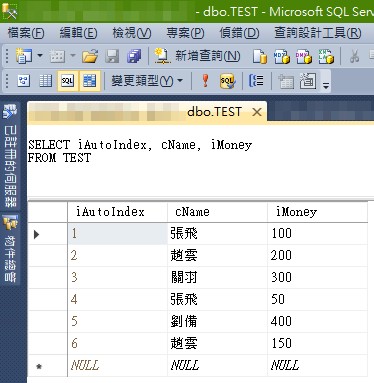 - dbo.TEST - Microsoft SQL Serv
檔案(F) 編輯(E) 檢視(V) 專案(P) 偵錯(D) 查詢設計工具(R)
新增查詢(N)
SQL 變更類型(Y)
dbo.TEST
已註冊的伺服器
物件總管
SELECT iAutoIndex, cName, iMoney
FROM TEST
iAutoIndex cName iMoney
1 張飛 100
2 趙雲 200
3 關羽 300
4 張飛 50
5 劉備 400
6 趙雲 150
NULL NULL NULL